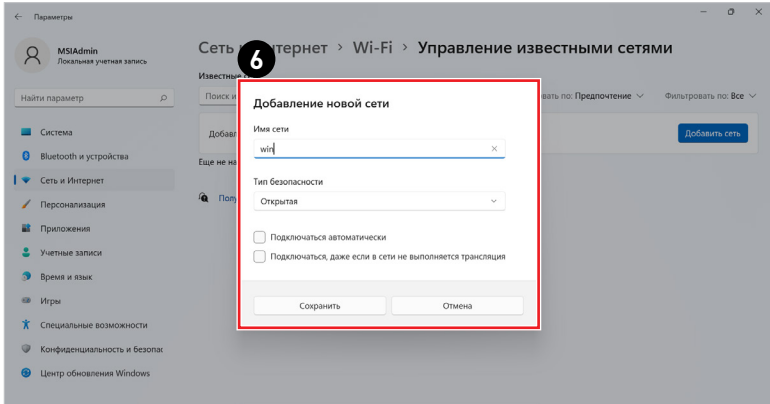 Параметры
MSIAdmin
Локальная учетная запись
Найти параметр
Система
Bluetooth и устройства
Сеть и Интернет
Персонализация
Приложения
Учетные записи
Время и язык
Игры
Специальные возможности
Конфиденциальность и безопас
Центр обновления Windows
Сеть тернет > Wi-Fi > Управление известными сетями
6
Известные с
Поиск и
вать по: Предпочтение
Фильтровать по: Все
Добавл
Добавить сеть
Еще не на
Полу
Добавление новой сети
Имя сети
win
Тип безопасности
Открытая
Подключаться автоматически
Подключаться, даже если в сети не выполняется трансляция
Сохранить
Отмена